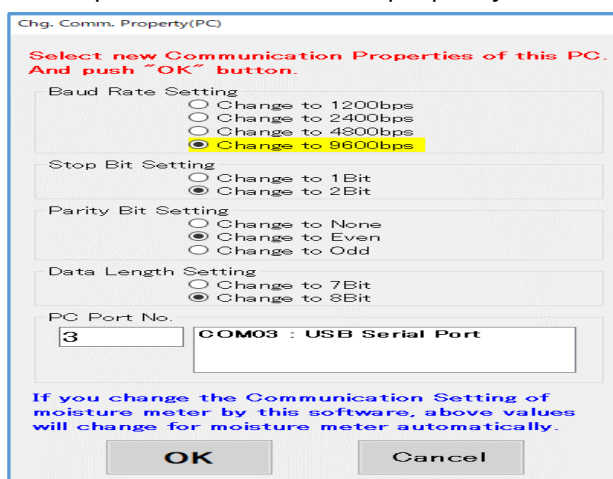 Chg. Comm. Property(PC)
Select new Communication Properties of this PC.
And push "OK" button.
Baud Rate Setting
Change to 1200bps
Change to 2400bps
Change to 4800bps
Change to 9600bps
Stop Bit Setting
Change to 1Bit
Change to 2Bit
Parity Bit Setting
Change to None
Change to Even
Change to Odd
Data Length Setting
Change to 7Bit
Change to 8Bit
PC Port No.
3 COM03 : USB Serial Port
If you change the Communication Setting of
moisture meter by this software, above values
will change for moisture meter automatically.
OK Cancel